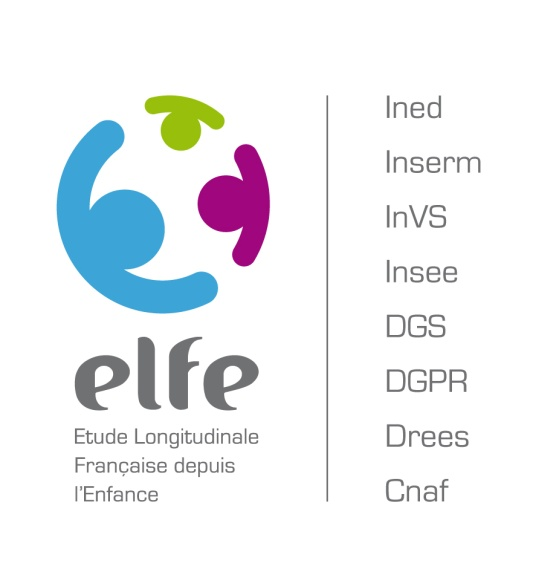 elfe
Etude Longitudinale
Française depuis
l'Enfance
Ined
Inserm
InVS
Insee
DGS
DGPR
Drees
Cnaf